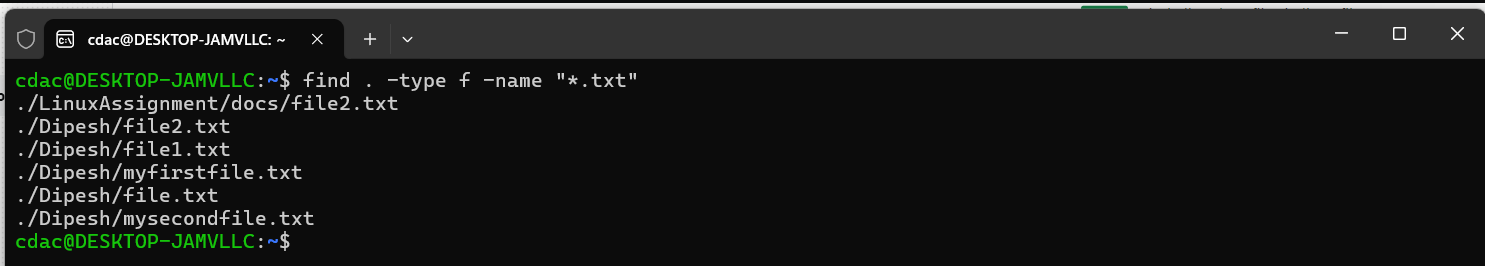 cdac@DESKTOP-JAMVLLC: ~
cdac@DESKTOP-JAMVLLC:~$ find . -type f -name "*.txt"
./LinuxAssignment/docs/file2.txt
./Dipesh/file2.txt
./Dipesh/file1.txt
./Dipesh/myfirstfile.txt
./Dipesh/file.txt
./Dipesh/mysecondfile.txt
cdac@DESKTOP-JAMVLLC:~$